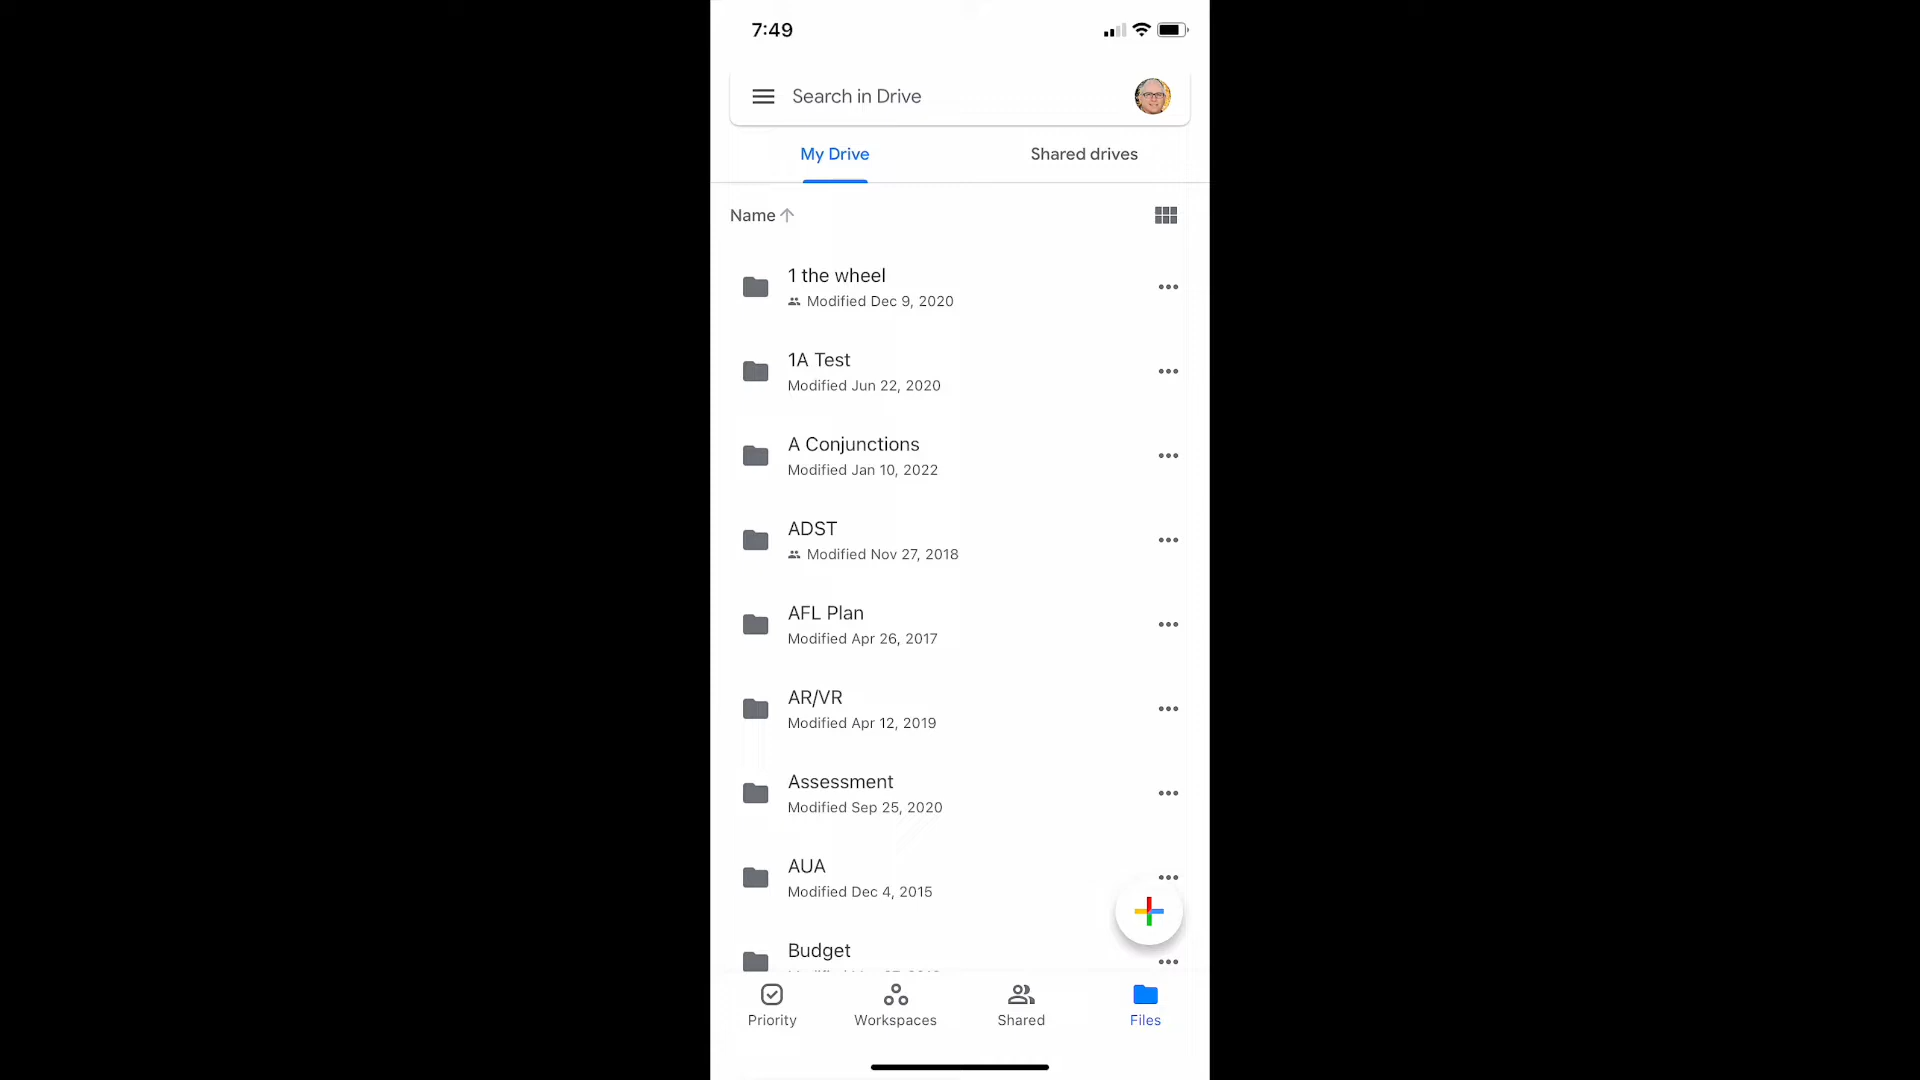 7:49
Search in Drive
My Drive
Shared drives
Name
1 the wheel
Modified Dec 9, 2020
1A Test
Modified Jun 22, 2020
A Conjunctions
Modified Jan 10, 2022
ADST
Modified Nov 27, 2018
AFL Plan
Modified Apr 26, 2017
AR/VR
Modified Apr 12, 2019
Assessment
Modified Sep 25, 2020
AUA
Modified Dec 4, 2015
Budget
Priority
Workspaces
Shared
Files